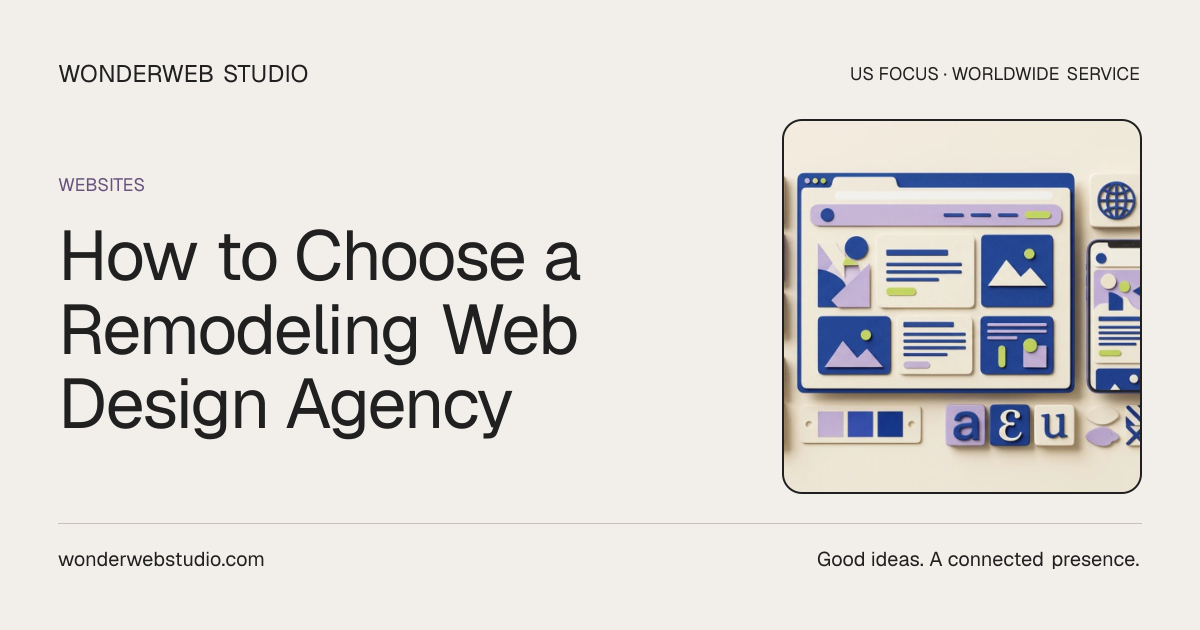 WONDERWEB STUDIO
US FOCUS · WORLDWIDE SERVICE
WEBSITES
How to Choose a
Remodeling Web
Design Agency
a ε u
wonderwebstudio.com
Good ideas. A connected presence.